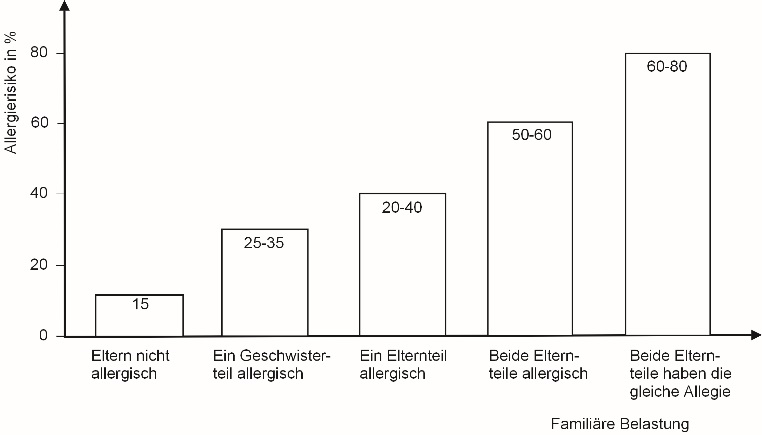 Allergierisiko in %
80
60
40
20
0
15
25-35
20-40
50-60
60-80
Eltern nicht
allergisch
Ein Geschwister-
teil allergisch
Ein Elternteil
allergisch
Beide Eltern-
teile allergisch
Beide Eltern-
teile haben die
gleiche Allegie
Familiäre Belastung